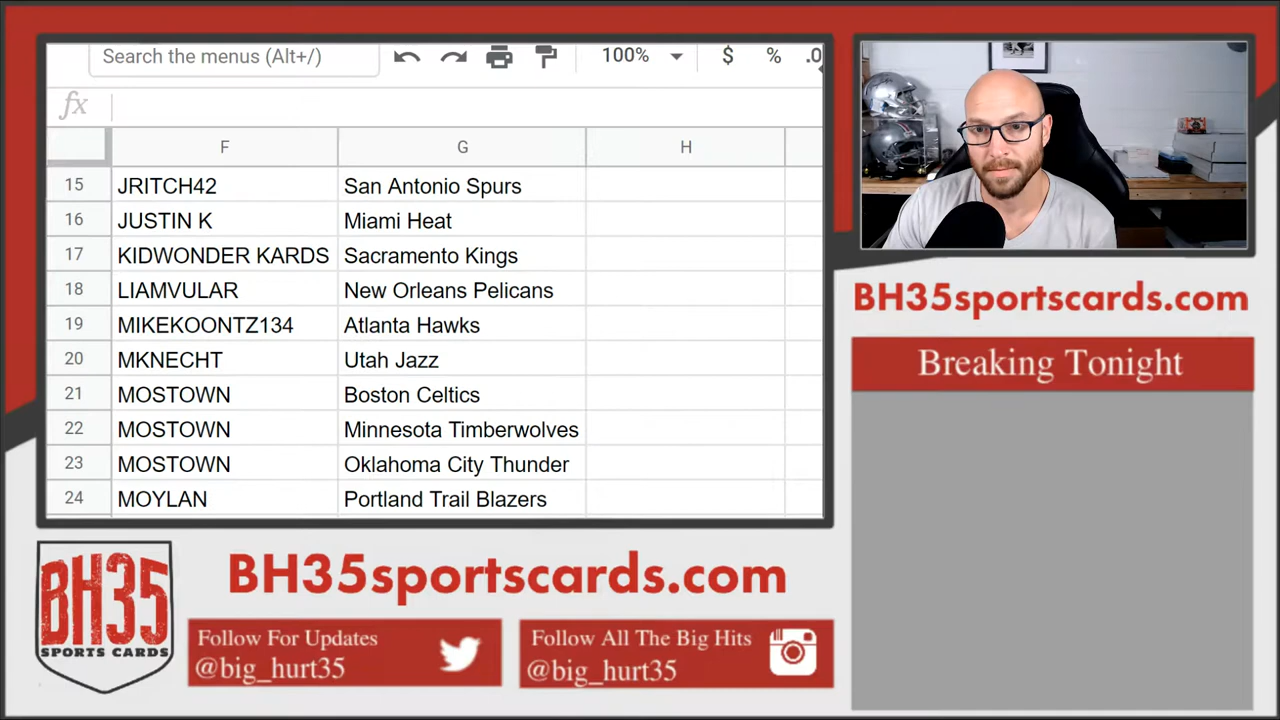 Search the menus (Alt+/)
100%
$ % .0
fx
F G H
15 JRITCH42 San Antonio Spurs
16 JUSTIN K Miami Heat
17 KIDWONDER KARDS Sacramento Kings
18 LIAMVULAR New Orleans Pelicans
19 MIKEKOONTZ134 Atlanta Hawks
20 MKNECHT Utah Jazz
21 MOSTOWN Boston Celtics
22 MOSTOWN Minnesota Timberwolves
23 MOSTOWN Oklahoma City Thunder
24 MOYLAN Portland Trail Blazers
BH35sportscards.com
Breaking Tonight
BH35
SPORTS CARDS
BH35sportscards.com
Follow For Updates
@big_hurt35
Follow All The Big Hits
@big_hurt35